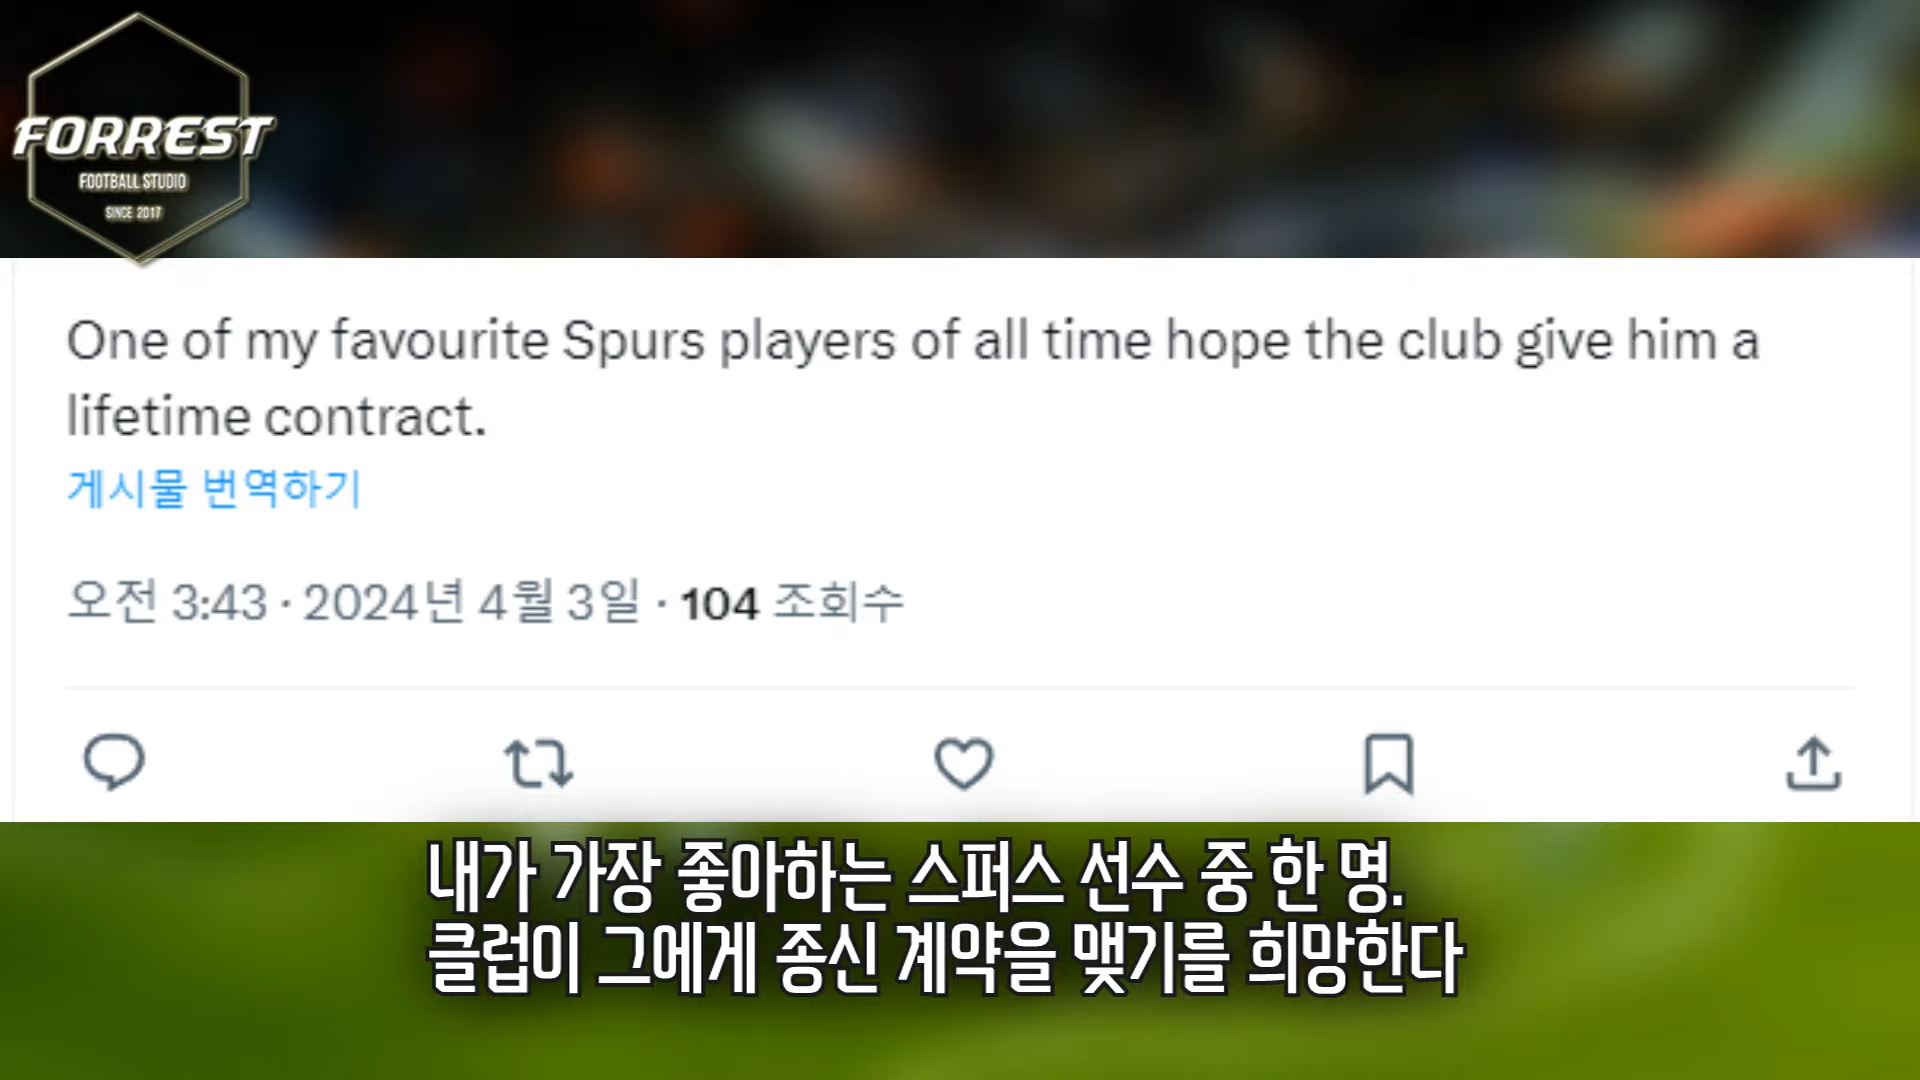 FORREST
FOOTBALL STUDIO
SINCE 2017
One of my favourite Spurs players of all time hope the club give him a
lifetime contract.
게시물 번역하기
오전 3:43 · 2024년 4월 3일 · 104 조회수
내가 가장 좋아하는 스퍼스 선수 중 한 명.
클럽이 그에게 종신 계약을 맺기를 희망한다